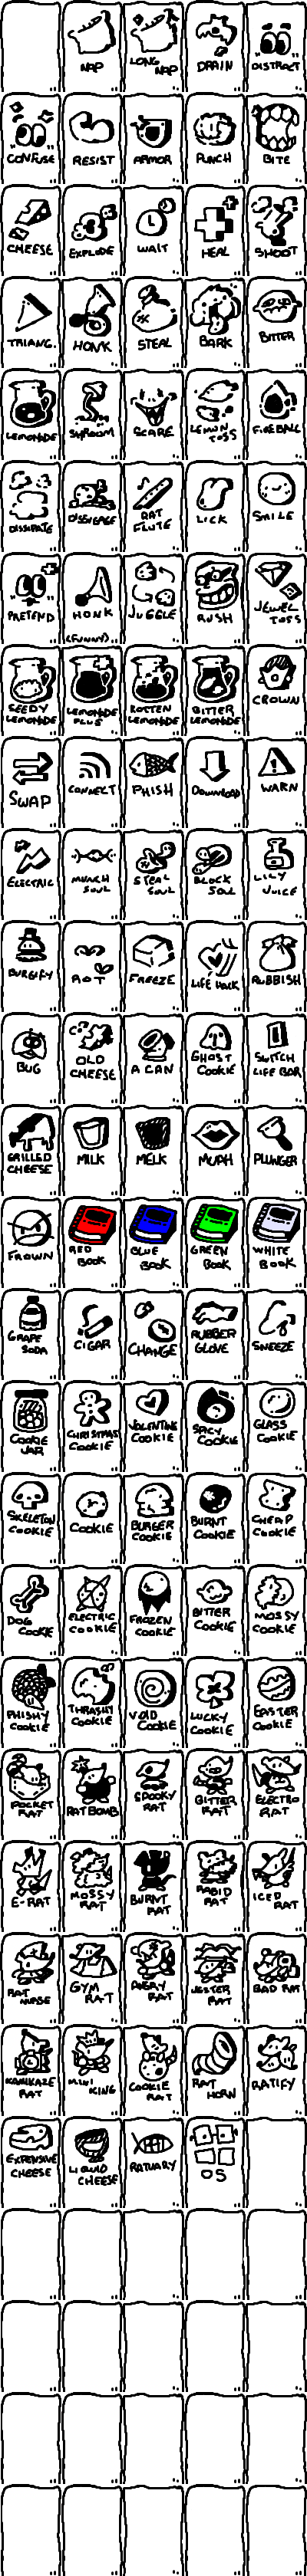 NAP
LONG NAP
DRAIN
DISTRACT
CONFUSE
RESIST
ARMOR
PUNCH
BITE
CHEESE
EXPLODE
WAIT
HEAL
SHOOT
TRIANG.
HONK
STEAL
BARK
BITTER
LEMONADE
SHROOM
SCARE
LEMON TOSS
FIREBALL
DISSIPATE
DISSIEASE
RAT FLUTE
LICK
SMILE
PRETEND
HONK (FUNNY)
JUGGLE
RUSH
JEWEL TOSS
SEEDY LEMONADE
LEMONADE PLUS
ROTTEN LEMONADE
BITTER LEMONADE
CROWN
SWAP
CONNECT
PHISH
DOWNLOAD
WARN
ELECTRIC
MUNCH SOUL
STEAL SOUL
BLOCK SOUL
LILY JUICE
BURGIFY
ROT
FREEZE
LIFE HACK
RUBBISH
BUG
OLD CHEESE
A CAN
GHOST COOKIE
SWITCH LIFE BAR
GRILLED CHEESE
MILK
MELK
MUAH
PLUNGER
FROWN
RED BOOK
BLUE BOOK
GREEN BOOK
WHITE BOOK
GRAPE SODA
CIGAR
CHANGE
RUBBER GLOVE
SNEEZE
COOKIE JAR
CHRISTMAS COOKIE
VALENTINE COOKIE
SPICY COOKIE
GLASS COOKIE
SKELETON COOKIE
COOKIE
BURGER COOKIE
BURNT COOKIE
CHEAP COOKIE
DOG COOKIE
ELECTRIC COOKIE
FROZEN COOKIE
BITTER COOKIE
MOSSY COOKIE
PHISHY COOKIE
THRASHY COOKIE
VOID COOKIE
LUCKY COOKIE
EASTER COOKIE
POCKET RAT
RAT BOMB
SPOOKY RAT
BITTER RAT
ELECTRO RAT
E-RAT
MOSSY RAT
BURNT RAT
RABID RAT
ICED RAT
RAT NURSE
GYM RAT
ANGRY RAT
JESTER RAT
BAD RAT
KAMIKAZE RAT
MINI KING
COOKIE RAT
RAT HORN
RATIFY
EXPENSIVE CHEESE
LIQUID CHEESE
RATUARY
OS